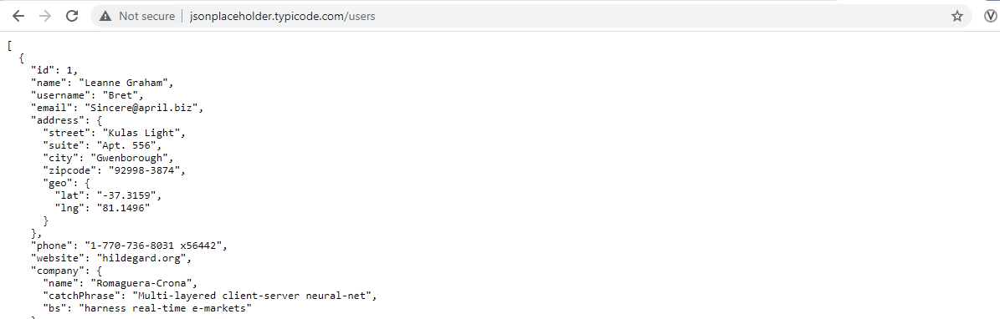 Not secure | jsonplaceholder.typicode.com/users
[
  {
    "id": 1,
    "name": "Leanne Graham",
    "username": "Bret",
    "email": "Sincere@april.biz",
    "address": {
      "street": "Kulas Light",
      "suite": "Apt. 556",
      "city": "Gwenborough",
      "zipcode": "92998-3874",
      "geo": {
        "lat": "-37.3159",
        "lng": "81.1496"
      }
    },
    "phone": "1-770-736-8031 x56442",
    "website": "hildegard.org",
    "company": {
      "name": "Romaguera-Crona",
      "catchPhrase": "Multi-layered client-server neural-net",
      "bs": "harness real-time e-markets"